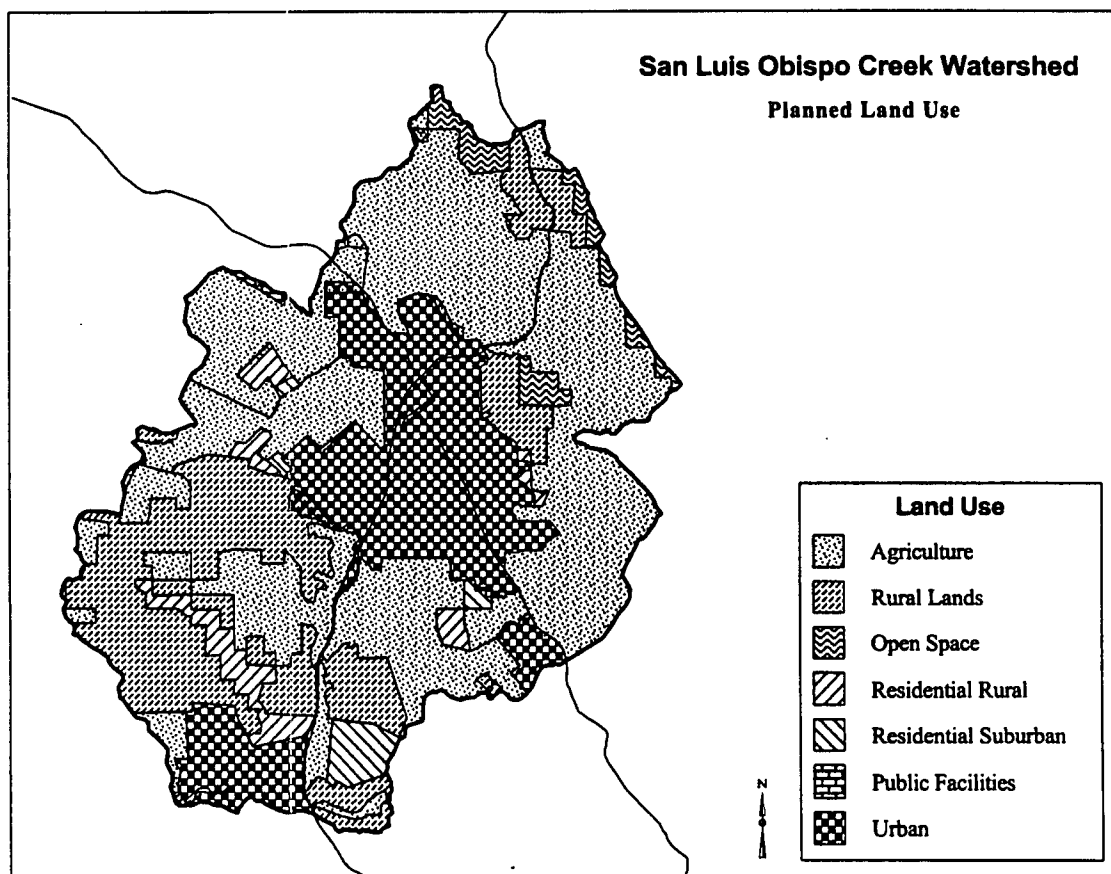 San Luis Obispo Creek Watershed
Planned Land Use
Land Use
Agriculture
Rural Lands
Open Space
Residential Rural
Residential Suburban
Public Facilities
Urban
N